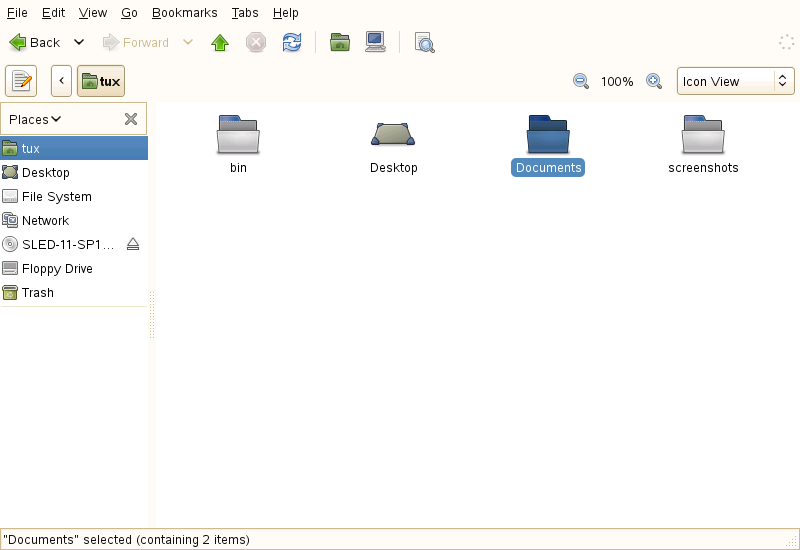 File Edit View Go Bookmarks Tabs Help
Back Forward
tux 100% Icon View
Places
tux
Desktop
File System
Network
SLED-11-SP1...
Floppy Drive
Trash
bin Desktop Documents screenshots
"Documents" selected (containing 2 items)